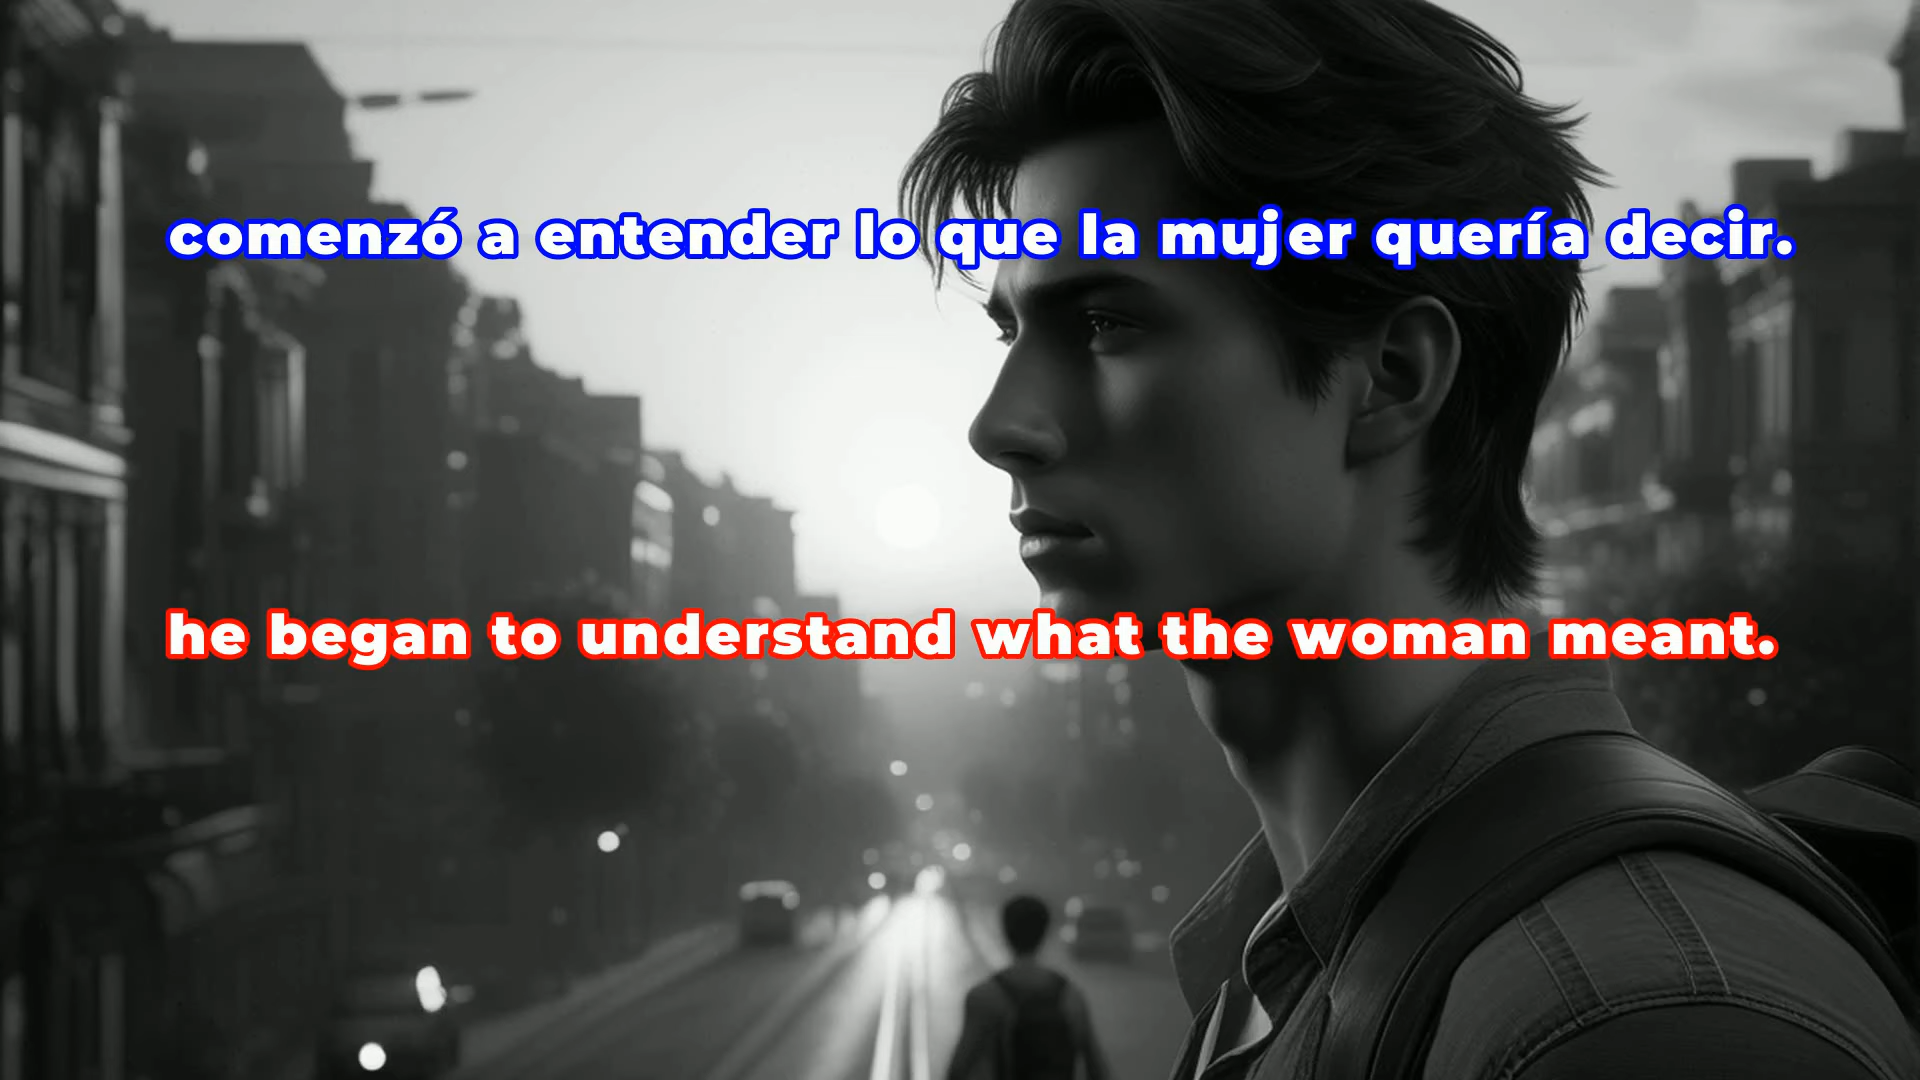 comenzó a entender lo que la mujer quería decir.
he began to understand what the woman meant.